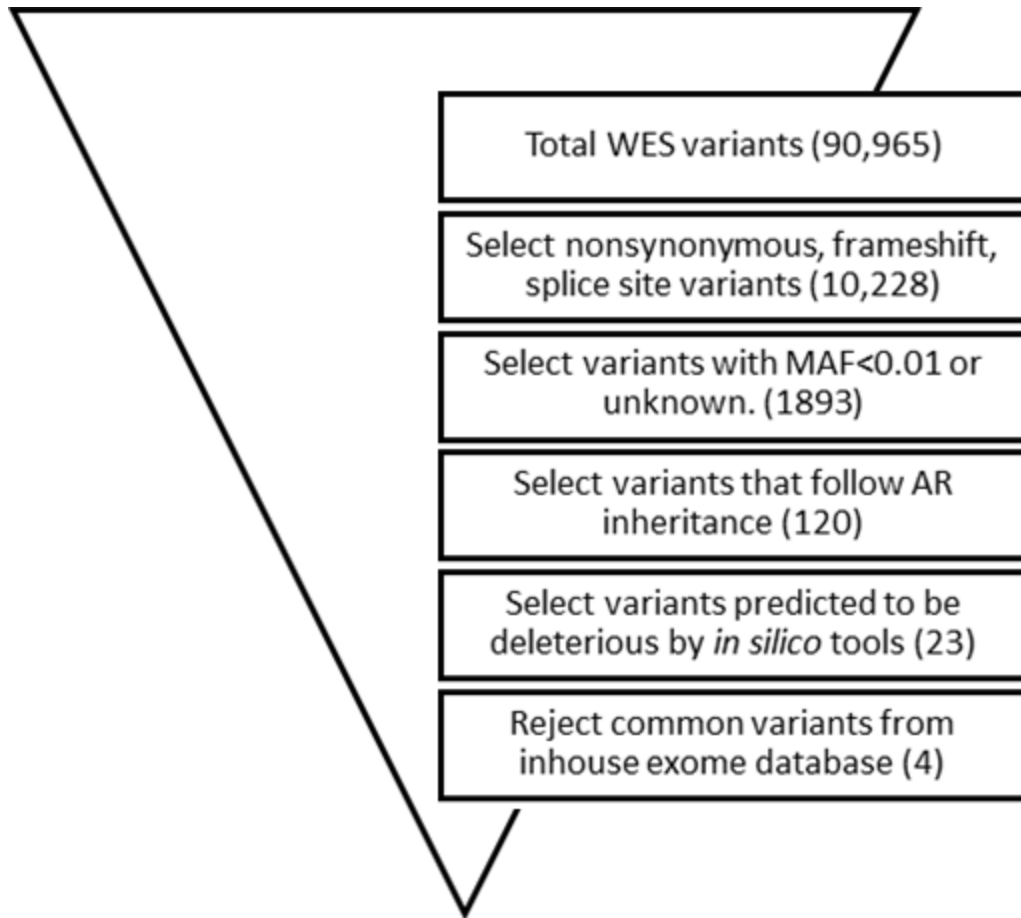 Total WES variants (90,965)
Select nonsynonymous, frameshift,
splice site variants (10,228)
Select variants with MAF<0.01 or
unknown. (1893)
Select variants that follow AR
inheritance (120)
Select variants predicted to be
deleterious by in silico tools (23)
Reject common variants from
inhouse exome database (4)